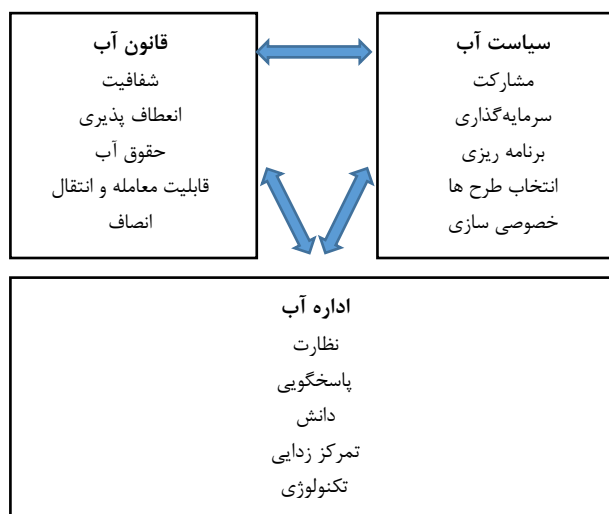 سیاست آب
مشارکت
سرمایه‌گذاری
برنامه ریزی
انتخاب طرح ها
خصوصی سازی
قانون آب
شفافیت
انعطاف پذیری
حقوق آب
قابلیت معامله و انتقال
انصاف
اداره آب
نظارت
پاسخگویی
دانش
تمرکز زدایی
تکنولوژی